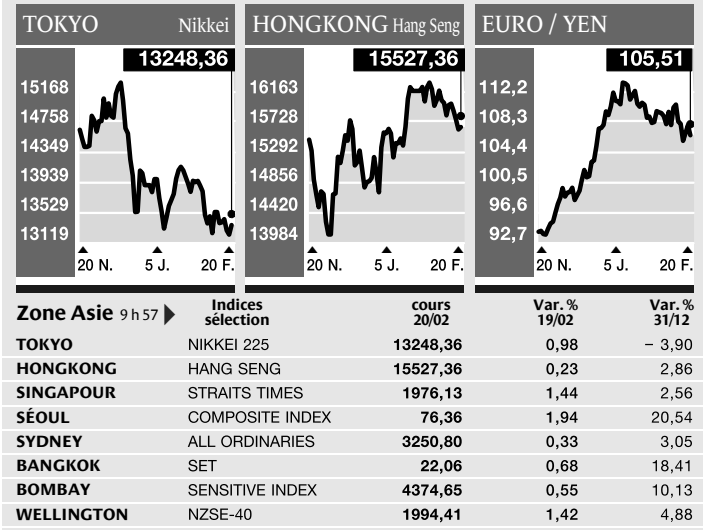 TOKYO Nikkei
13248,36
15168
14758
14349
13939
13529
13119
20 N. 5 J. 20 F.
HONGKONG Hang Seng
15527,36
16163
15728
15292
14856
14420
13984
20 N. 5 J. 20 F.
EURO / YEN
105,51
112,2
108,3
104,4
100,5
96,6
92,7
20 N. 5 J. 20 F.
Zone Asie 9 h 57 Indices sélection cours 20/02 Var. % 19/02 Var. % 31/12
TOKYO NIKKEI 225 13248,36 0,98 – 3,90
HONGKONG HANG SENG 15527,36 0,23 2,86
SINGAPOUR STRAITS TIMES 1976,13 1,44 2,56
SÉOUL COMPOSITE INDEX 76,36 1,94 20,54
SYDNEY ALL ORDINARIES 3250,80 0,33 3,05
BANGKOK SET 22,06 0,68 18,41
BOMBAY SENSITIVE INDEX 4374,65 0,55 10,13
WELLINGTON NZSE-40 1994,41 1,42 4,88